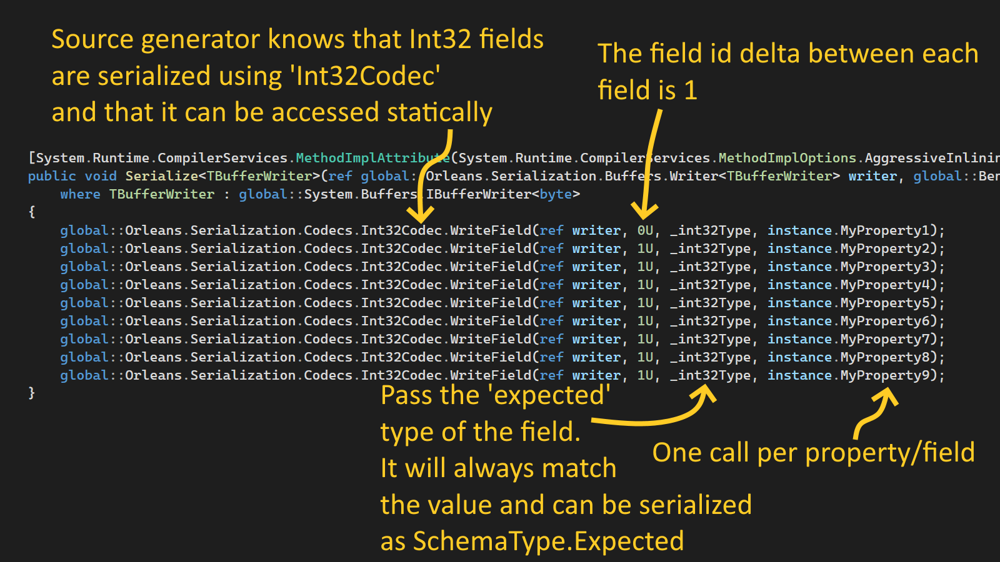 Source generator knows that Int32 fields
are serialized using 'Int32Codec'
and that it can be accessed statically
The field id delta between each
field is 1
[System.Runtime.CompilerServices.MethodImplAttribute(System.Runtime.CompilerServices.MethodImplOptions.AggressiveInlinin
public void Serialize<TBufferWriter>(ref global::Orleans.Serialization.Buffers.Writer<TBufferWriter> writer, global::Ben
where TBufferWriter : global::System.Buffers.IBufferWriter<byte>
{
global::Orleans.Serialization.Codecs.Int32Codec.WriteField(ref writer, 0U, _int32Type, instance.MyProperty1);
global::Orleans.Serialization.Codecs.Int32Codec.WriteField(ref writer, 1U, _int32Type, instance.MyProperty2);
global::Orleans.Serialization.Codecs.Int32Codec.WriteField(ref writer, 1U, _int32Type, instance.MyProperty3);
global::Orleans.Serialization.Codecs.Int32Codec.WriteField(ref writer, 1U, _int32Type, instance.MyProperty4);
global::Orleans.Serialization.Codecs.Int32Codec.WriteField(ref writer, 1U, _int32Type, instance.MyProperty5);
global::Orleans.Serialization.Codecs.Int32Codec.WriteField(ref writer, 1U, _int32Type, instance.MyProperty6);
global::Orleans.Serialization.Codecs.Int32Codec.WriteField(ref writer, 1U, _int32Type, instance.MyProperty7);
global::Orleans.Serialization.Codecs.Int32Codec.WriteField(ref writer, 1U, _int32Type, instance.MyProperty8);
global::Orleans.Serialization.Codecs.Int32Codec.WriteField(ref writer, 1U, _int32Type, instance.MyProperty9);
}
Pass the 'expected'
type of the field.
It will always match
the value and can be serialized
as SchemaType.Expected
One call per property/field